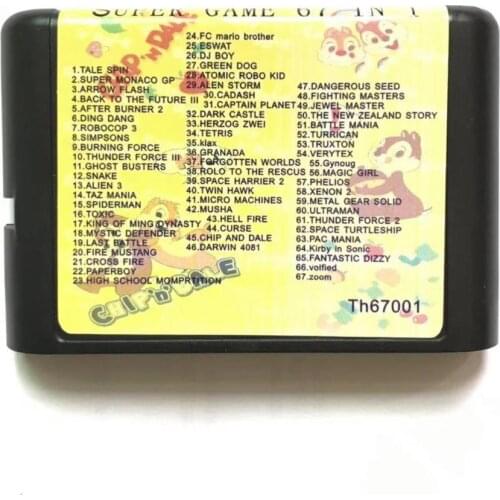 SUPER GAME 67 IN 1
1.TALE SPIN
2.SUPER MONACO GP
3.ARROW FLASH
4.BACK TO THE FUTURE III
5.AFTER BURNER 2
6.DING DANG
7.ROBOCOP 3
8.SIMPSONS
9.BURNING FORCE
10.THUNDER FORCE III
11.GHOST BUSTERS
12.SNAKE
13.ALIEN 3
14.TAZ MANIA
15.SPIDERMAN
16.TOXIC
17.KING OF MING DYNASTY
18.MYSTIC DEFENDER
19.LAST BATTLE
20.FIRE MUSTANG
21.CROSS FIRE
22.PAPERBOY
23.HIGH SCHOOL MOMPRTITION
24.FC mario brother
25.ESWAT
26.DJ BOY
27.GREEN DOG
28.ATOMIC ROBO KID
29.ALEN STORM
30.CADASH
31.CAPTAIN PLANET
32.DARK CASTLE
33.HERZOG ZWEI
34.TETRIS
35.klax
36.GRANADA
37.FORGOTTEN WORLDS
38.ROLO TO THE RESCUS
39.SPACE HARRIER 2
40.TWIN HAWK
41.MICRO MACHINES
42.MUSHA
43.HELL FIRE
44.CURSE
45.CHIP AND DALE
46.DARWIN 4081
47.DANGEROUS SEED
48.FIGHTING MASTERS
49.JEWEL MASTER
50.THE NEW ZEALAND STORY
51.BATTLE MANIA
52.TURRICAN
53.TRUXTON
54.VERYTEX
55.Gynoug
56.MAGIC GIRL
57.PHELIOS
58.XENON 2
59.METAL GEAR SOLID
60.ULTRAMAN
61.THUNDER FORCE 2
62.SPACE TURTLESHIP
63.PAC MANIA
64.Kirby In Sonic
65.FANTASTIC DIZZY
66.volfied
67.zoom
CHIP'n'DALE
Th67001